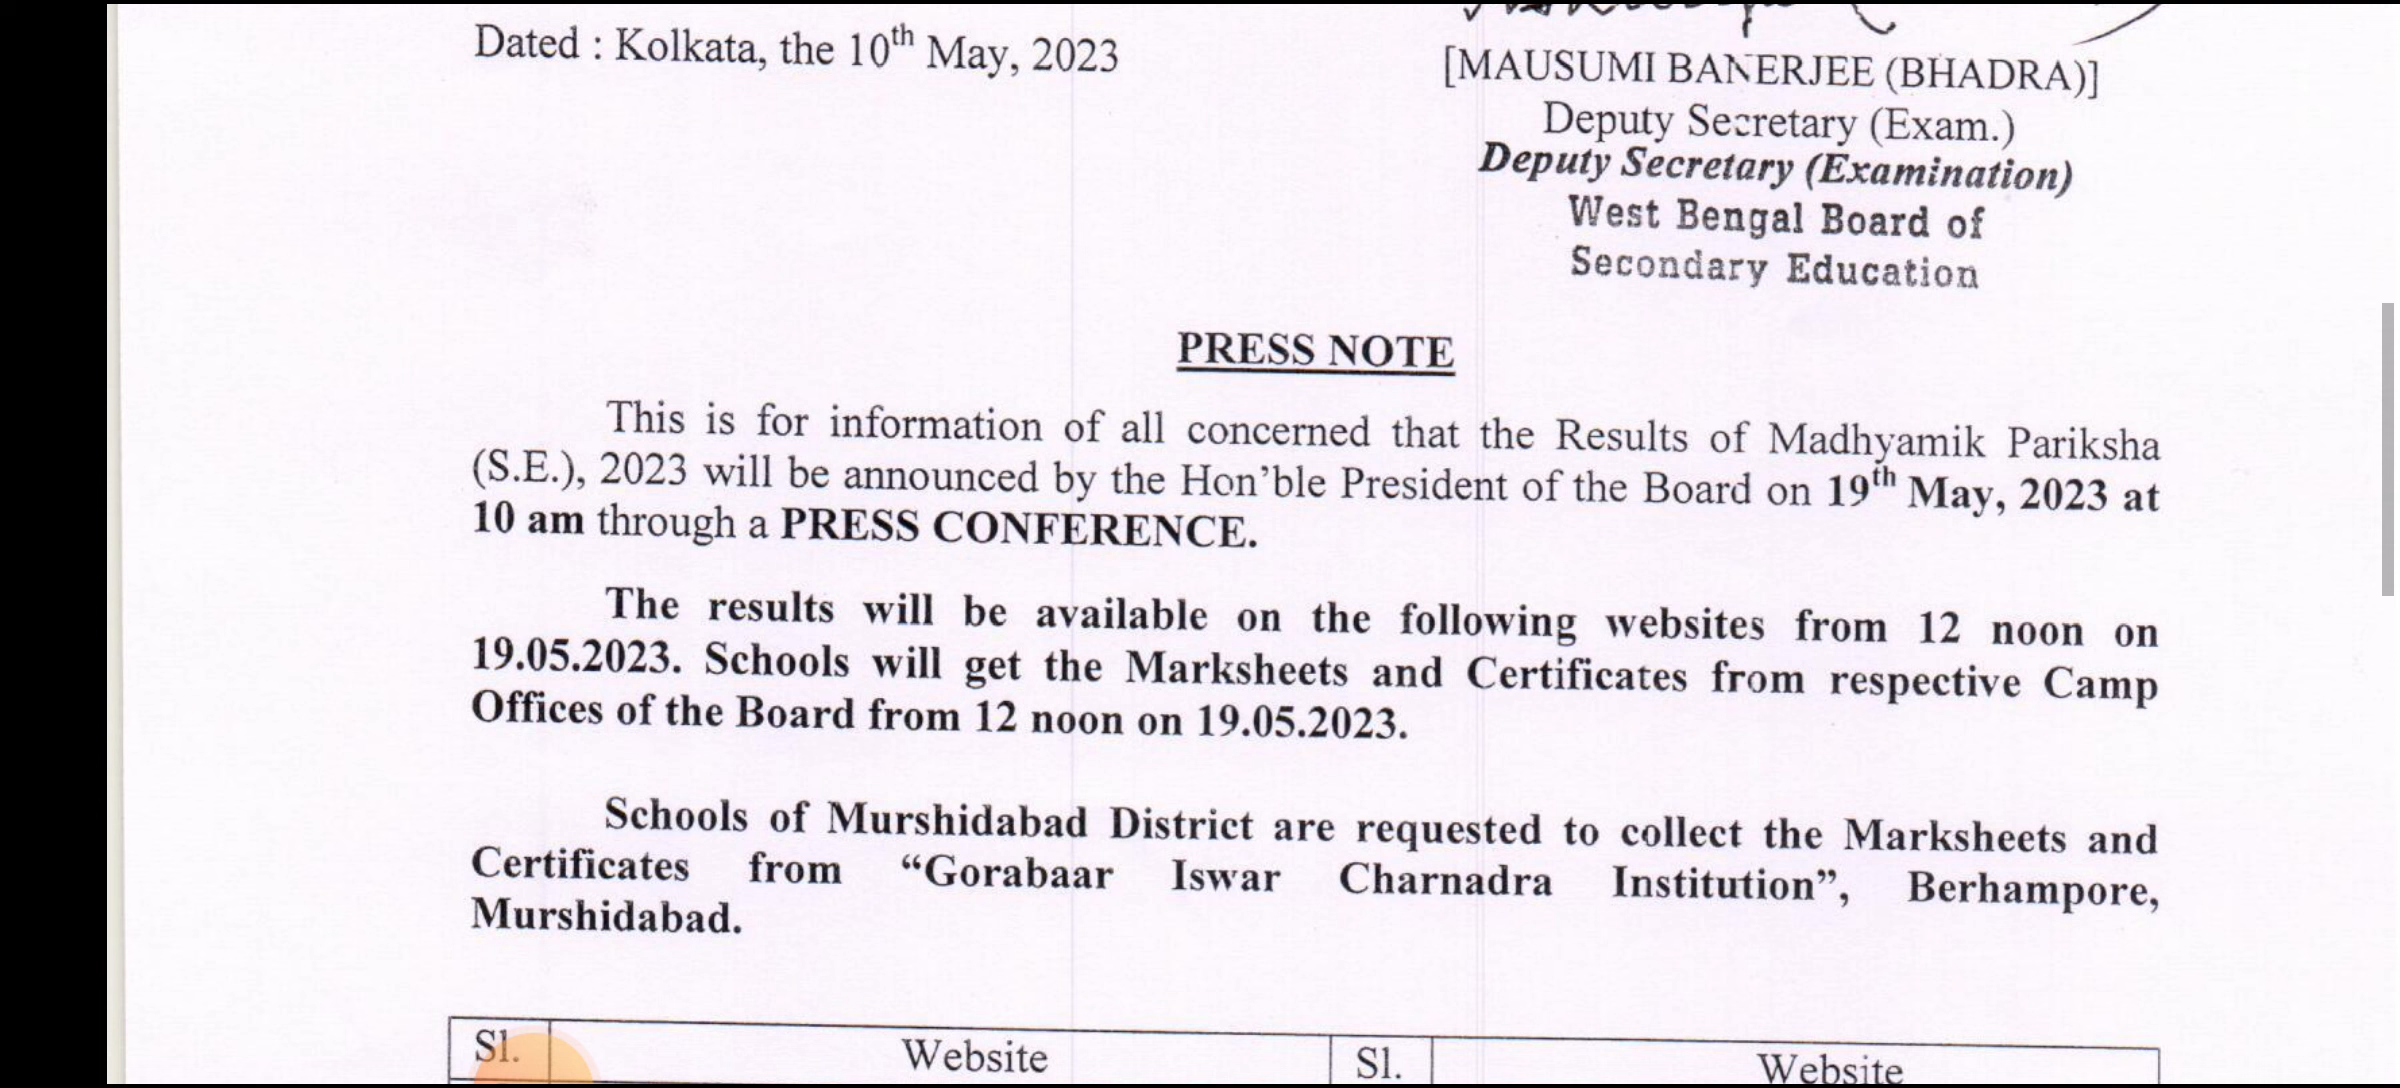 Dated : Kolkata, the 10th May, 2023
[MAUSUMI BANERJEE (BHADRA)]
Deputy Secretary (Exam.)
Deputy Secretary (Examination)
West Bengal Board of
Secondary Education
PRESS NOTE
This is for information of all concerned that the Results of Madhyamik Pariksha
(S.E.), 2023 will be announced by the Hon'ble President of the Board on 19th May, 2023 at
10 am through a PRESS CONFERENCE.
The results will be available on the following websites from 12 noon on
19.05.2023. Schools will get the Marksheets and Certificates from respective Camp
Offices of the Board from 12 noon on 19.05.2023.
Schools of Murshidabad District are requested to collect the Marksheets and
Certificates from “Gorabaar Iswar Charnadra Institution”, Berhampore,
Murshidabad.
Sl. Website Sl. Website